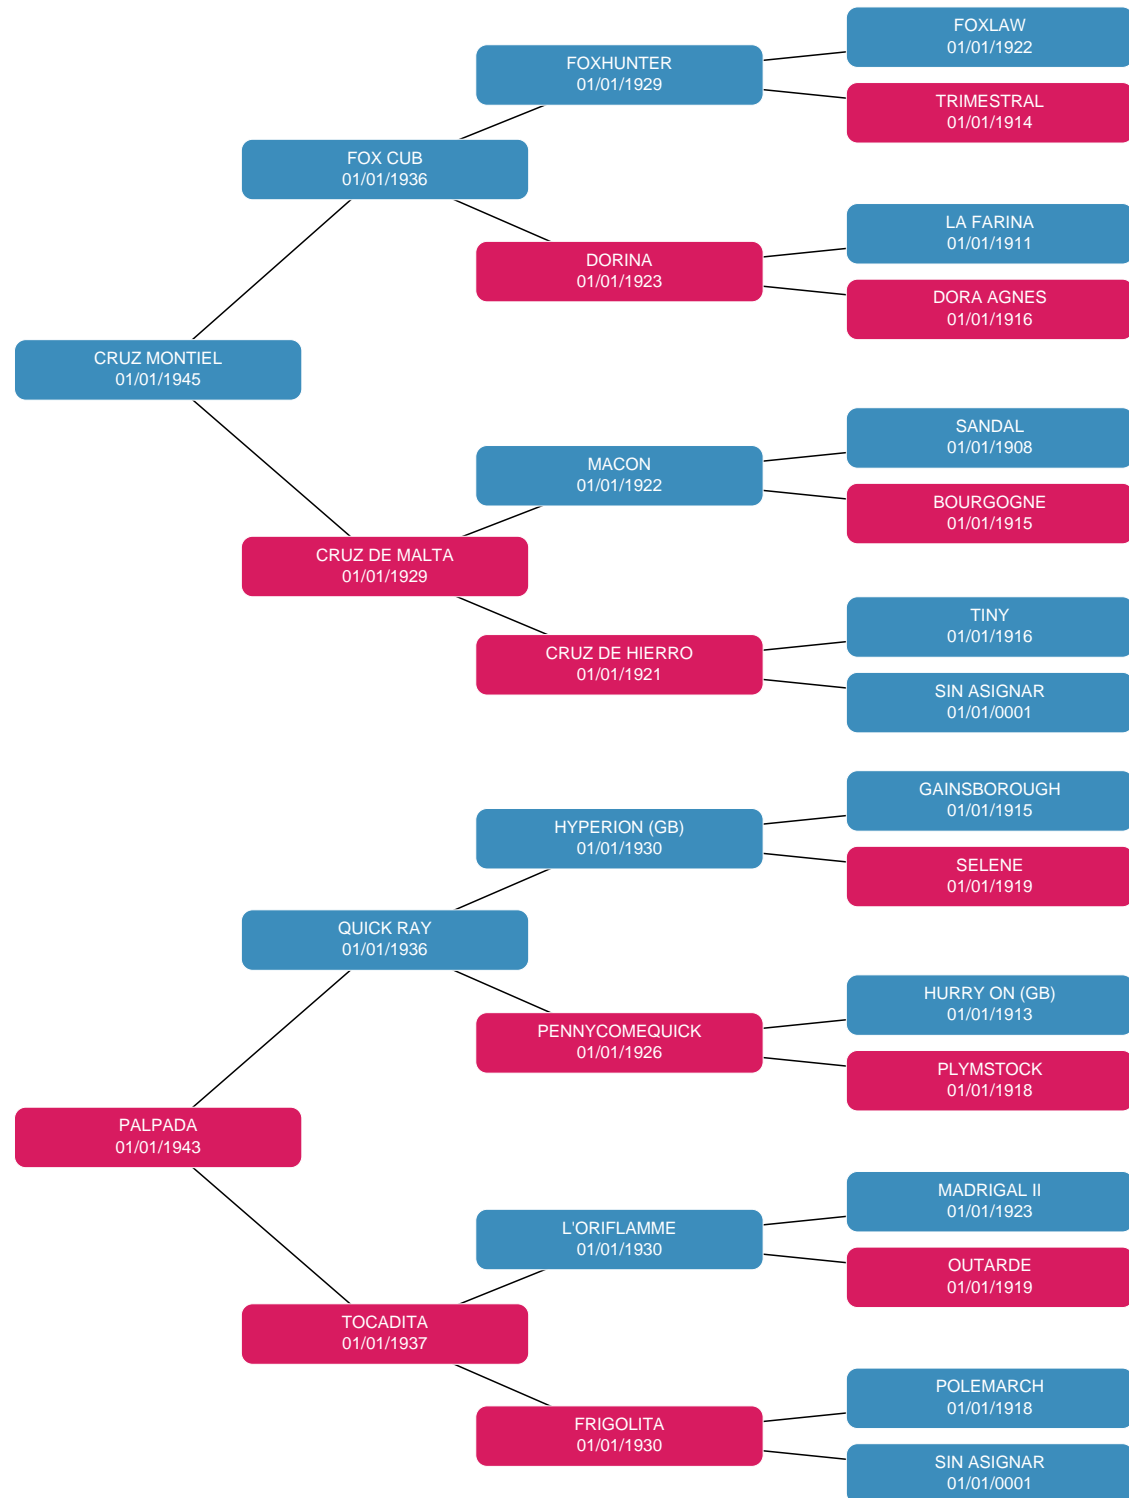 FOXLAW
01/01/1922
FOXHUNTER
01/01/1929
TRIMESTRAL
01/01/1914
FOX CUB
01/01/1936
LA FARINA
01/01/1911
DORINA
01/01/1923
DORA AGNES
01/01/1916
CRUZ MONTIEL
01/01/1945
SANDAL
01/01/1908
MACON
01/01/1922
BOURGOGNE
01/01/1915
CRUZ DE MALTA
01/01/1929
TINY
01/01/1916
CRUZ DE HIERRO
01/01/1921
SIN ASIGNAR
01/01/0001
GAINSBOROUGH
01/01/1915
HYPERION (GB)
01/01/1930
SELENE
01/01/1919
QUICK RAY
01/01/1936
HURRY ON (GB)
01/01/1913
PENNYCOMEQUICK
01/01/1926
PLYMSTOCK
01/01/1918
PALPADA
01/01/1943
MADRIGAL II
01/01/1923
L'ORIFLAMME
01/01/1930
OUTARDE
01/01/1919
TOCADITA
01/01/1937
POLEMARCH
01/01/1918
FRIGOLITA
01/01/1930
SIN ASIGNAR
01/01/0001